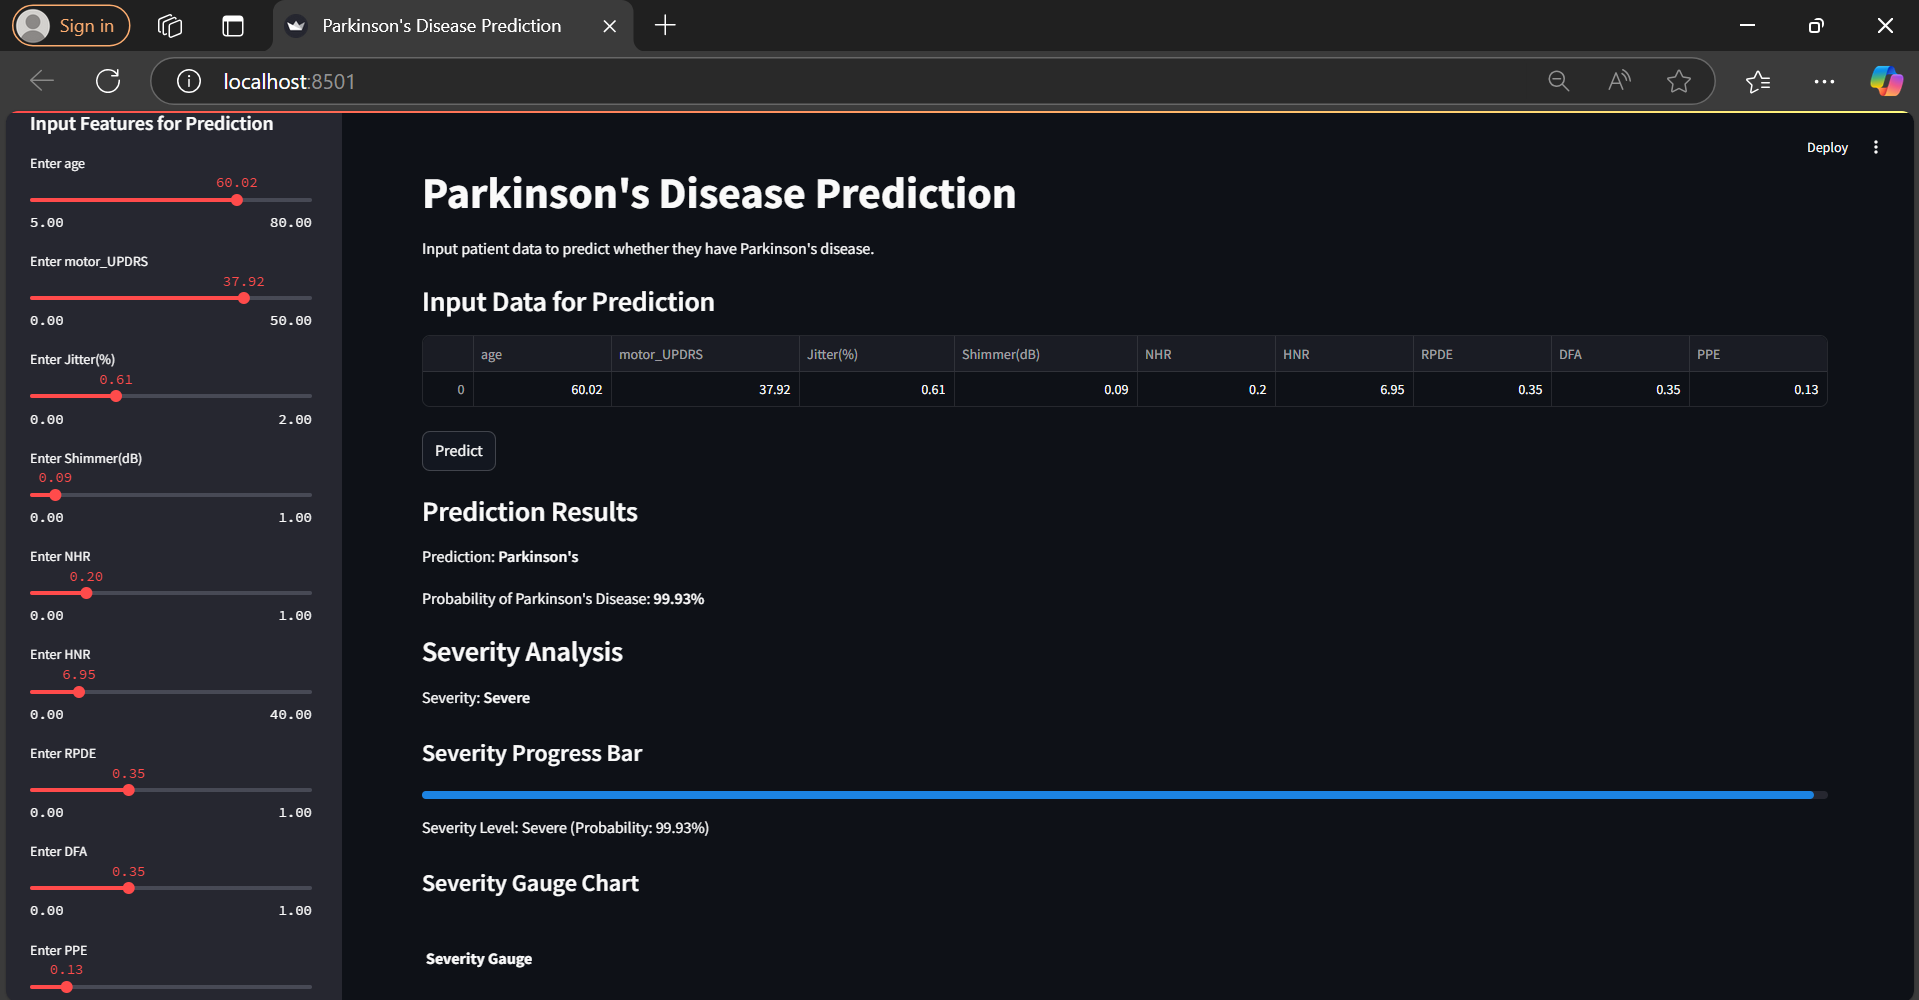 Sign in
Parkinson's Disease Prediction
localhost:8501
Input Features for Prediction
Enter age
60.02
5.00 80.00
Enter motor_UPDRS
37.92
0.00 50.00
Enter Jitter(%)
0.61
0.00 2.00
Enter Shimmer(dB)
0.09
0.00 1.00
Enter NHR
0.20
0.00 1.00
Enter HNR
6.95
0.00 40.00
Enter RPDE
0.35
0.00 1.00
Enter DFA
0.35
0.00 1.00
Enter PPE
0.13
Deploy
Parkinson's Disease Prediction
Input patient data to predict whether they have Parkinson's disease.
Input Data for Prediction
age motor_UPDRS Jitter(%) Shimmer(dB) NHR HNR RPDE DFA PPE
0 60.02 37.92 0.61 0.09 0.2 6.95 0.35 0.35 0.13
Predict
Prediction Results
Prediction: Parkinson's
Probability of Parkinson's Disease: 99.93%
Severity Analysis
Severity: Severe
Severity Progress Bar
Severity Level: Severe (Probability: 99.93%)
Severity Gauge Chart
Severity Gauge